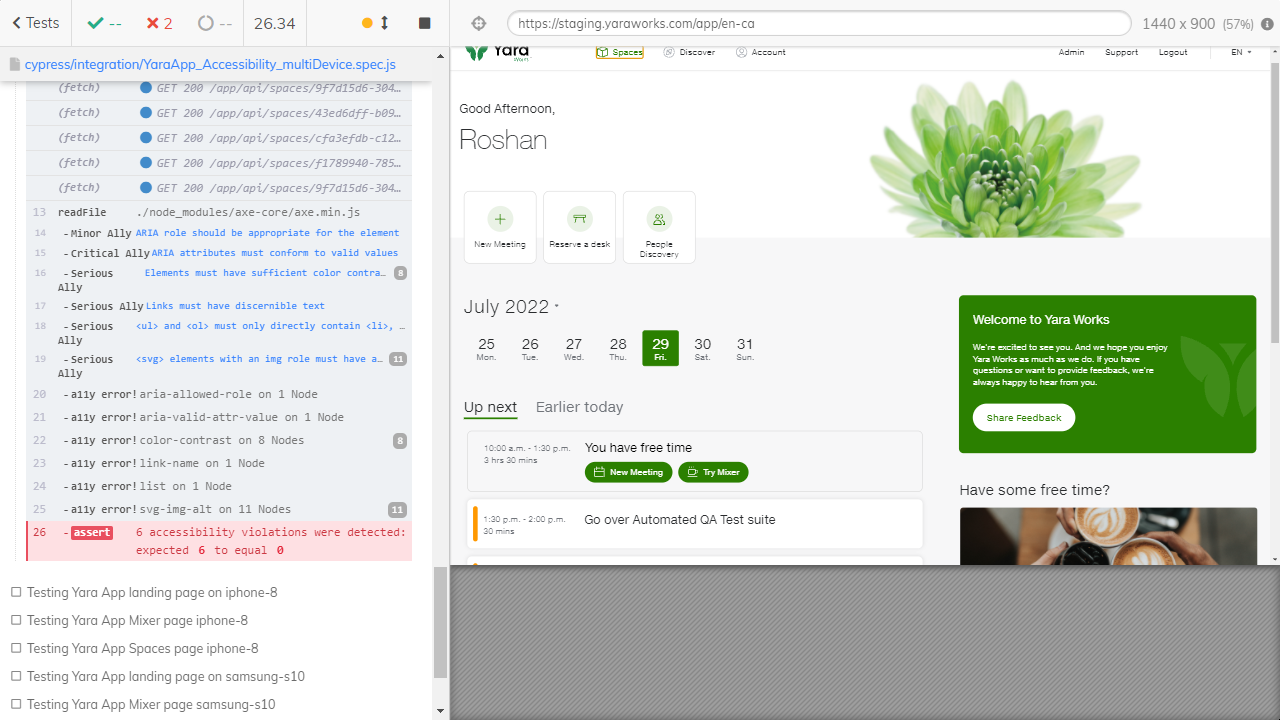 Tests
--
2
--
26.34
https://staging.yaraworks.com/app/en-ca
1440 x 900 (57%)
cypress/integration/YaraApp_Accessibility_multiDevice.spec.js
(fetch) GET 200 /app/api/spaces/9f7d15d6-304…
(fetch) GET 200 /app/api/spaces/43ed6dff-b09…
(fetch) GET 200 /app/api/spaces/cfa3efdb-c12…
(fetch) GET 200 /app/api/spaces/f1789940-785…
(fetch) GET 200 /app/api/spaces/9f7d15d6-304…
13 readFile ./node_modules/axe-core/axe.min.js
14 -Minor Ally ARIA role should be appropriate for the element
15 -Critical Ally ARIA attributes must conform to valid values
16 -Serious Ally Elements must have sufficient color contra… 8
17 -Serious Ally Links must have discernible text
18 -Serious Ally <ul> and <ol> must only directly contain <li>, …
19 -Serious Ally <svg> elements with an img role must have a… 11
20 -a11y error! aria-allowed-role on 1 Node
21 -a11y error! aria-valid-attr-value on 1 Node
22 -a11y error! color-contrast on 8 Nodes 8
23 -a11y error! link-name on 1 Node
24 -a11y error! list on 1 Node
25 -a11y error! svg-img-alt on 11 Nodes 11
26 -assert 6 accessibility violations were detected:
expected 6 to equal 0
Testing Yara App landing page on iphone-8
Testing Yara App Mixer page iphone-8
Testing Yara App Spaces page iphone-8
Testing Yara App landing page on samsung-s10
Testing Yara App Mixer page samsung-s10
Yara
Works
Spaces
Discover
Account
Admin
Support
Logout
EN
Good Afternoon,
Roshan
New Meeting
Reserve a desk
People
Discovery
July 2022
25 26 27 28 29 30 31
Mon. Tue. Wed. Thu. Fri. Sat. Sun.
Up next
Earlier today
10:00 a.m. - 1:30 p.m.
3 hrs 30 mins
You have free time
New Meeting
Try Mixer
1:30 p.m. - 2:00 p.m.
30 mins
Go over Automated QA Test suite
Welcome to Yara Works
We're excited to see you. And we hope you enjoy
Yara Works as much as we do. If you have
questions or want to provide feedback, we're
always happy to hear from you.
Share Feedback
Have some free time?